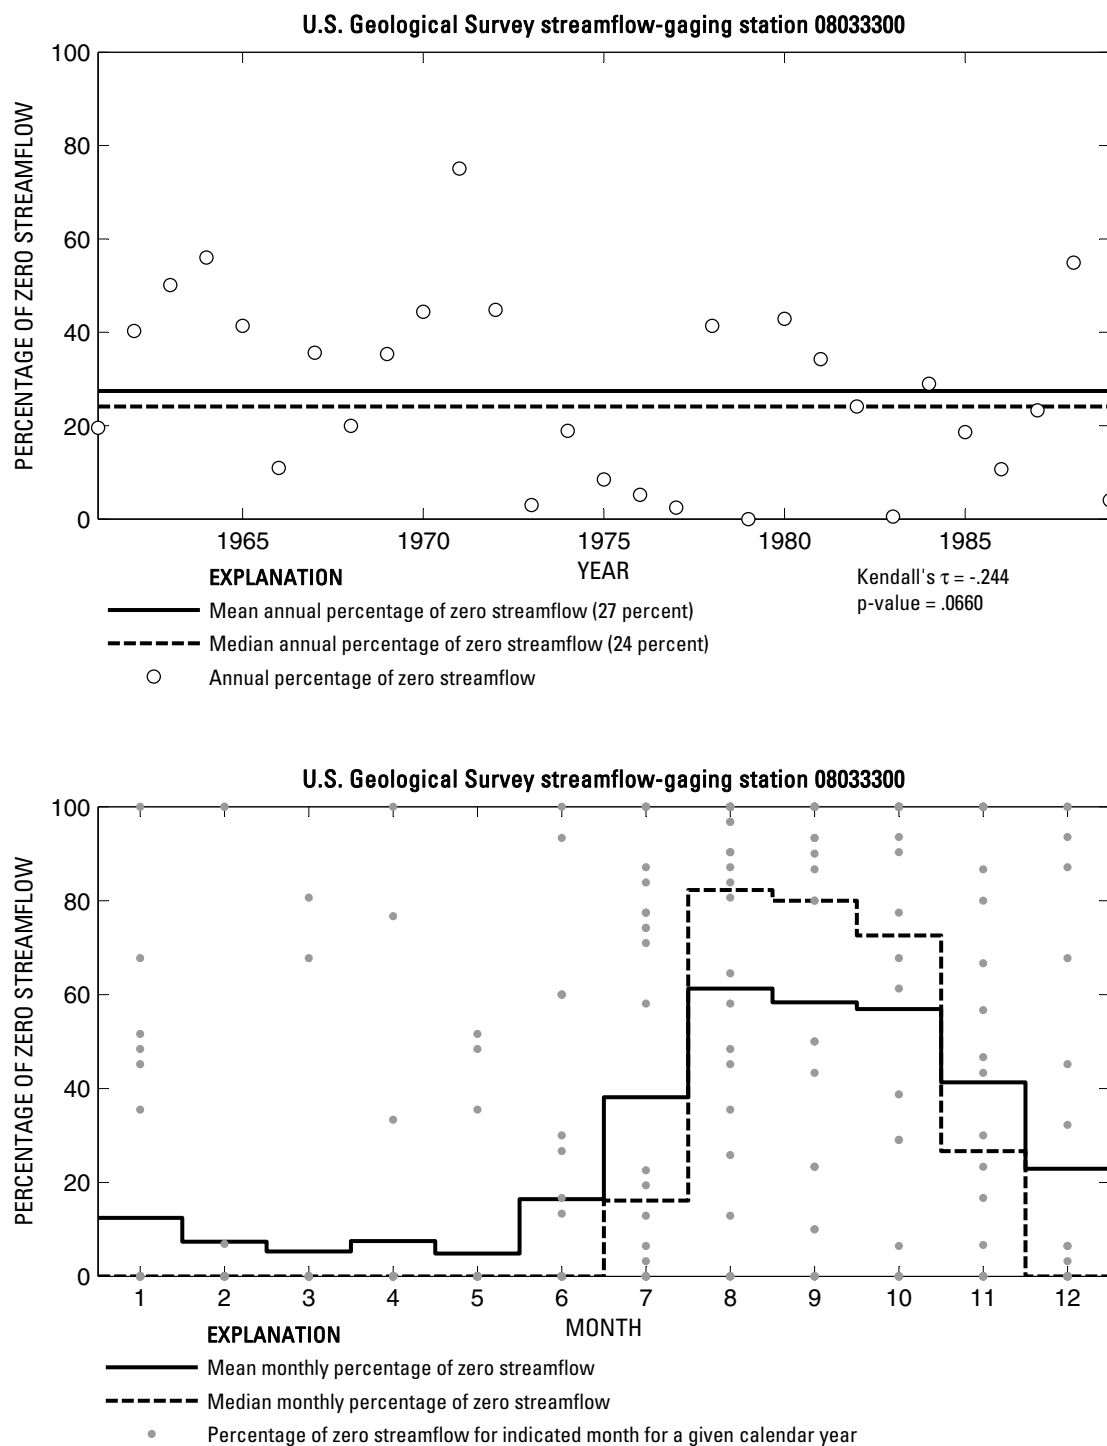 U.S. Geological Survey streamflow-gaging station 08033300
PERCENTAGE OF ZERO STREAMFLOW
100
80
60
40
20
0
1965 1970 1975 1980 1985
YEAR
EXPLANATION
Mean annual percentage of zero streamflow (27 percent)
Median annual percentage of zero streamflow (24 percent)
Annual percentage of zero streamflow
Kendall's τ = -.244
p-value = .0660
U.S. Geological Survey streamflow-gaging station 08033300
PERCENTAGE OF ZERO STREAMFLOW
100
80
60
40
20
0
1 2 3 4 5 6 7 8 9 10 11 12
MONTH
EXPLANATION
Mean monthly percentage of zero streamflow
Median monthly percentage of zero streamflow
Percentage of zero streamflow for indicated month for a given calendar year